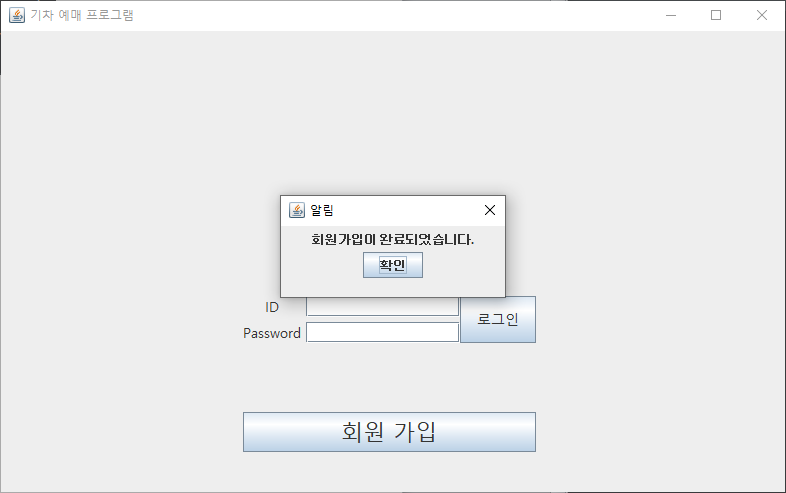 기차 예매 프로그램
알림
회원가입이 완료되었습니다.
확인
ID
로그인
Password
회원 가입